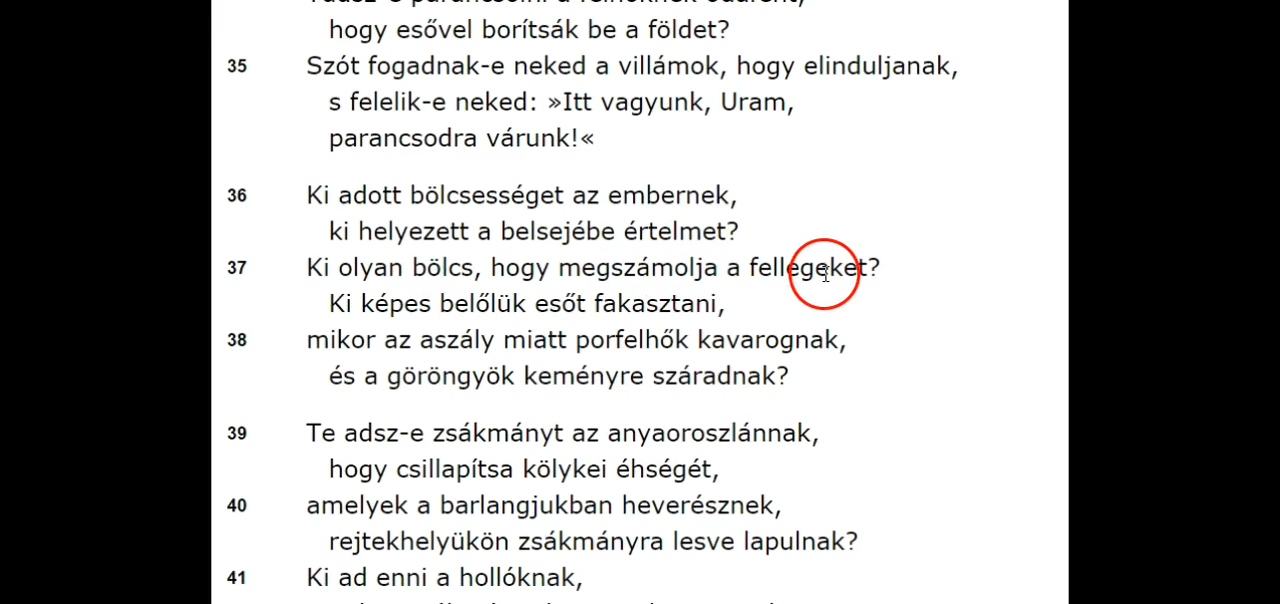 hogy esővel borítsák be a földet?
35 Szót fogadnak-e neked a villámok, hogy elinduljanak,
s felelik-e neked: »Itt vagyunk, Uram,
parancsodra várunk!«
36 Ki adott bölcsességet az embernek,
ki helyezett a belsejébe értelmet?
37 Ki olyan bölcs, hogy megszámolja a fellegeket?
Ki képes belőlük esőt fakasztani,
38 mikor az aszály miatt porfelhők kavarognak,
és a göröngyök keményre száradnak?
39 Te adsz-e zsákmányt az anyaoroszlánnak,
hogy csillapítsa kölykei éhségét,
40 amelyek a barlangjukban heverésznek,
rejtekhelyükön zsákmányra lesve lapulnak?
41 Ki ad enni a hollóknak,